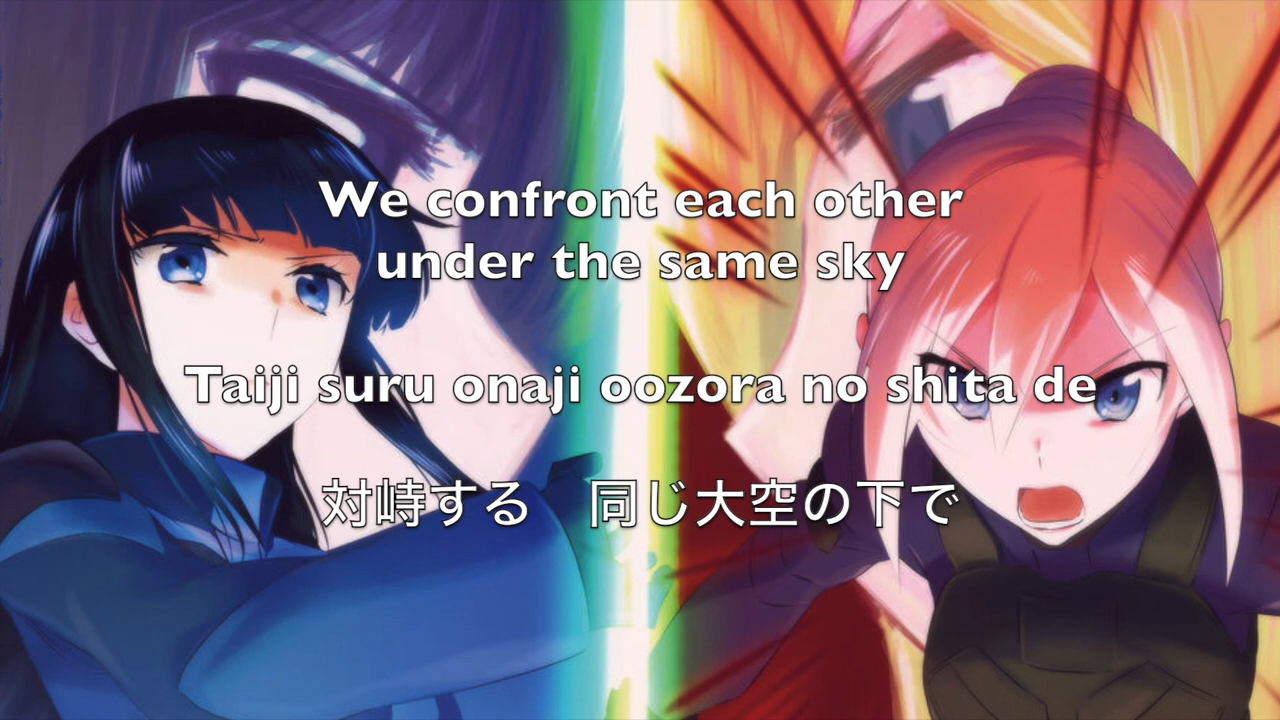 We confront each other
under the same sky
Taiji suru onaji oozora no shita de
対峙する　同じ大空の下で